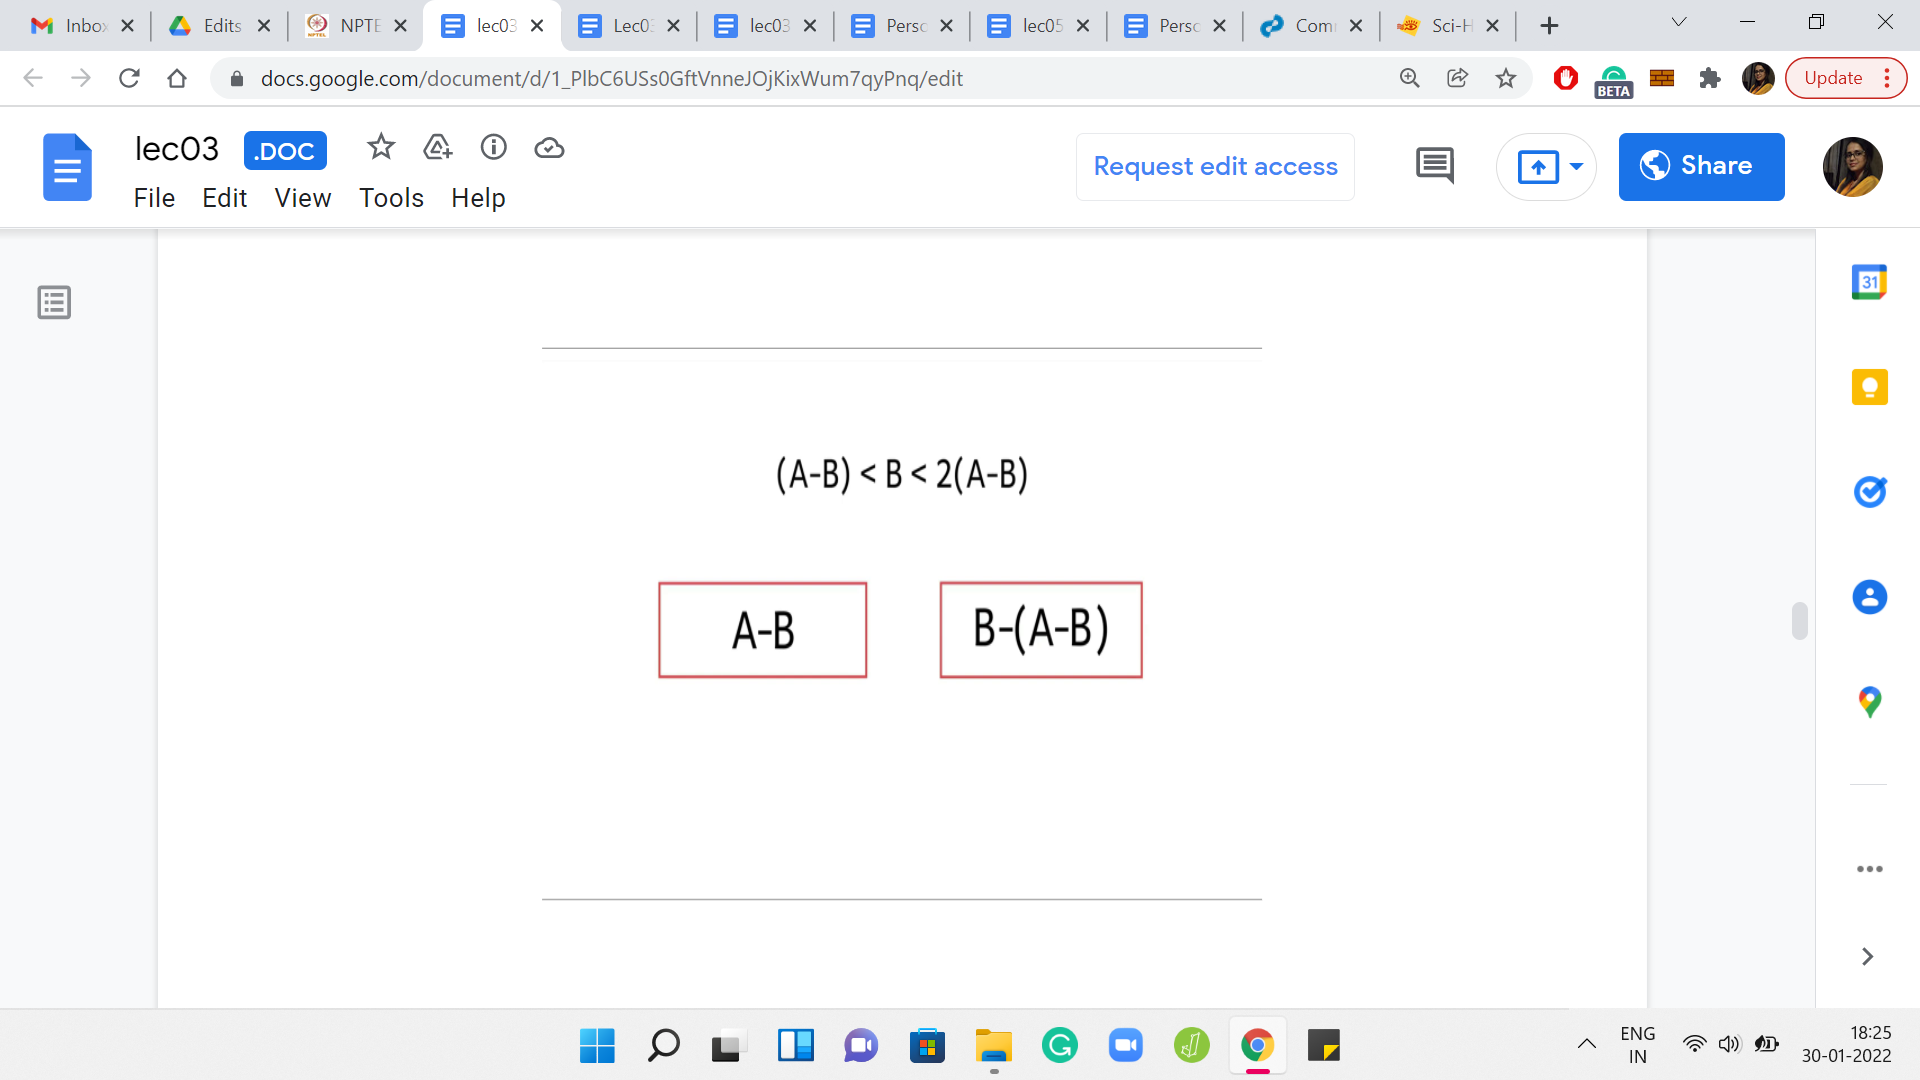 Inbox
Edits
NPTE
lec03
Lec03
lec03
Perso
lec05
Perso
Com
Sci-H
docs.google.com/document/d/1_PlbC6USs0GftVnneJOjKixWum7qyPnq/edit
BETA
Update
lec03 .DOC
Request edit access
Share
File Edit View Tools Help
31
(A-B) < B < 2(A-B)
A-B
B-(A-B)
ENG
IN
18:25
30-01-2022